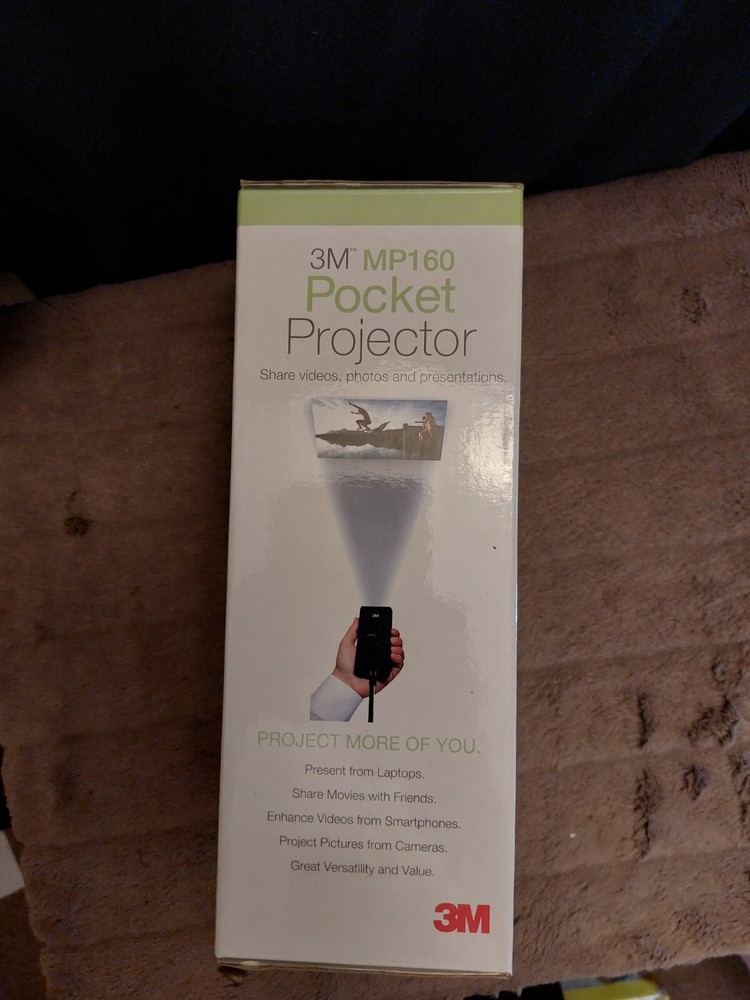 3M™ MP160
Pocket
Projector
Share videos, photos and presentations.
3M
PROJECT MORE OF YOU.
Present from Laptops.
Share Movies with Friends.
Enhance Videos from Smartphones.
Project Pictures from Cameras.
Great Versatility and Value.
3M